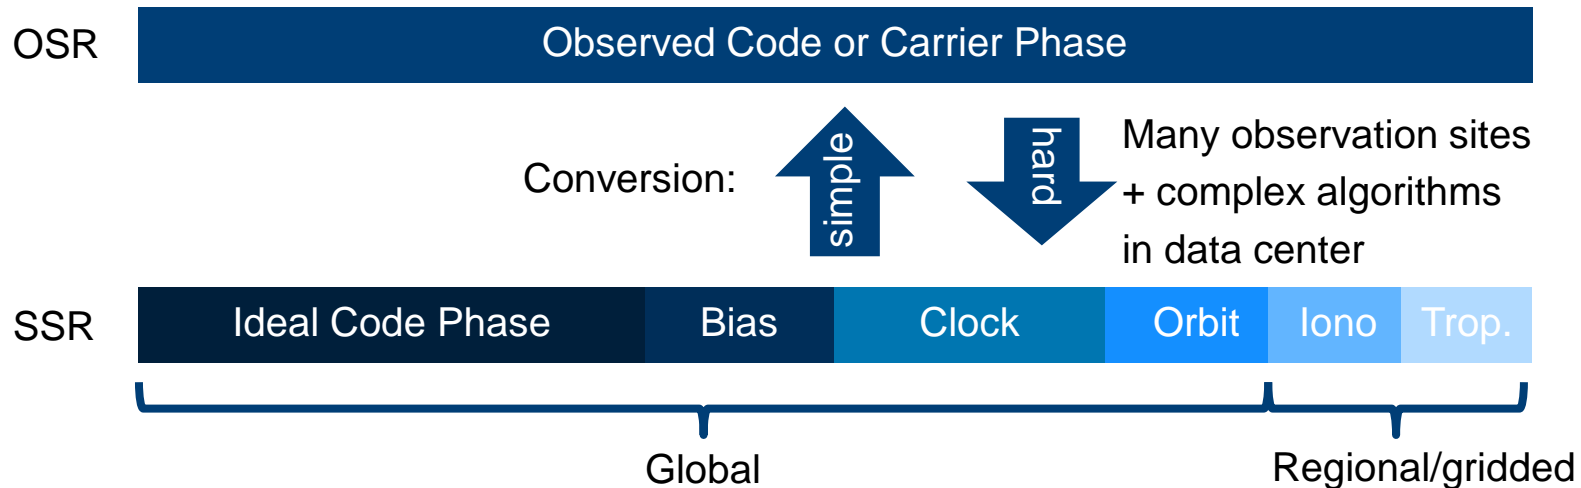 OSR
Observed Code or Carrier Phase
Conversion:
simple
hard
Many observation sites
+ complex algorithms
in data center
SSR
Ideal Code Phase
Bias
Clock
Orbit
Iono
Trop.
Global
Regional/gridded